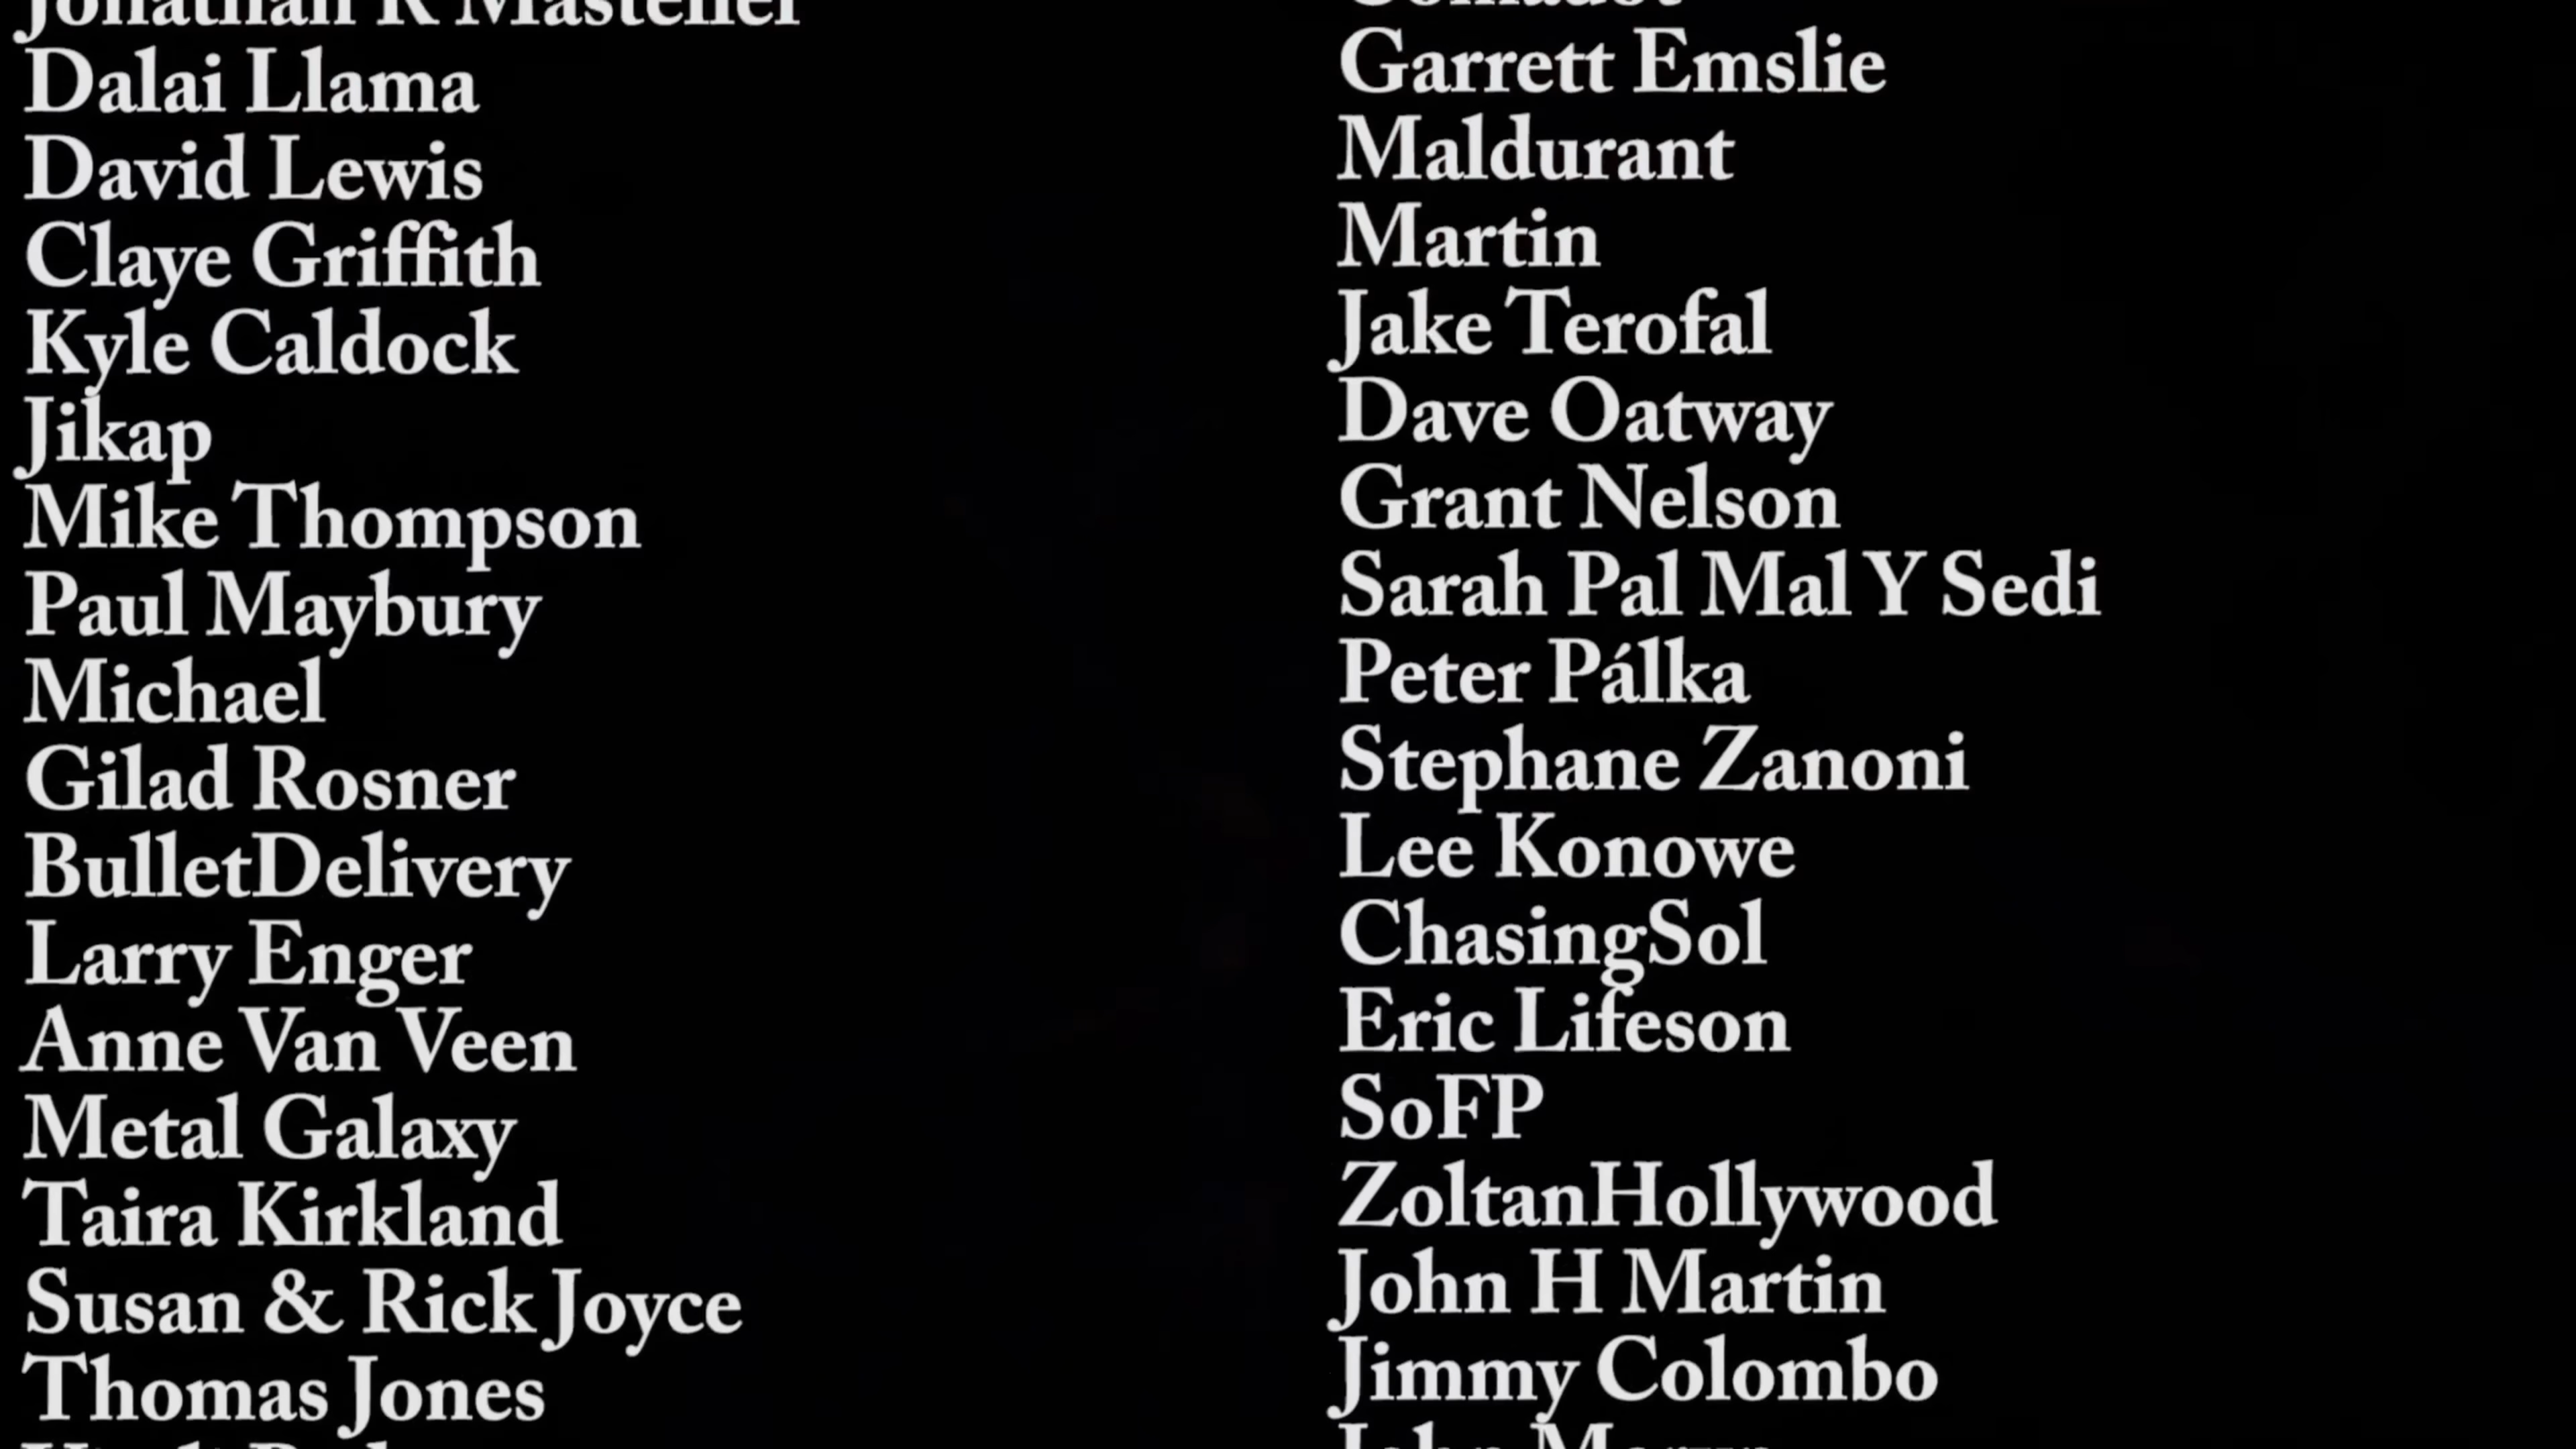 Jonathan R Masteller
Dalai Llama
David Lewis
Claye Griffith
Kyle Caldock
Jikap
Mike Thompson
Paul Maybury
Michael
Gilad Rosner
BulletDelivery
Larry Enger
Anne Van Veen
Metal Galaxy
Taira Kirkland
Susan & Rick Joyce
Thomas Jones
Garrett Emslie
Maldurant
Martin
Jake Terofal
Dave Oatway
Grant Nelson
Sarah Pal Mal Y Sedi
Peter Pálka
Stephane Zanoni
Lee Konowe
ChasingSol
Eric Lifeson
SoFP
ZoltanHollywood
John H Martin
Jimmy Colombo
John